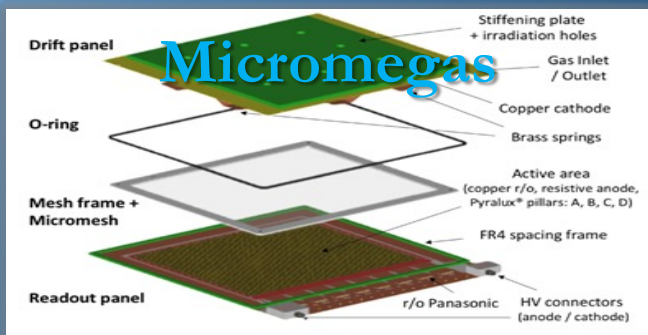 Micromegas
Drift panel
O-ring
Mesh frame +
Micromesh
Readout panel
Stiffening plate
+ irradiation holes
Gas Inlet
/ Outlet
Copper cathode
Brass springs
Active area
(copper r/o, resistive anode,
Pyralux® pillars: A, B, C, D)
FR4 spacing frame
r/o Panasonic
HV connectors
(anode / cathode)